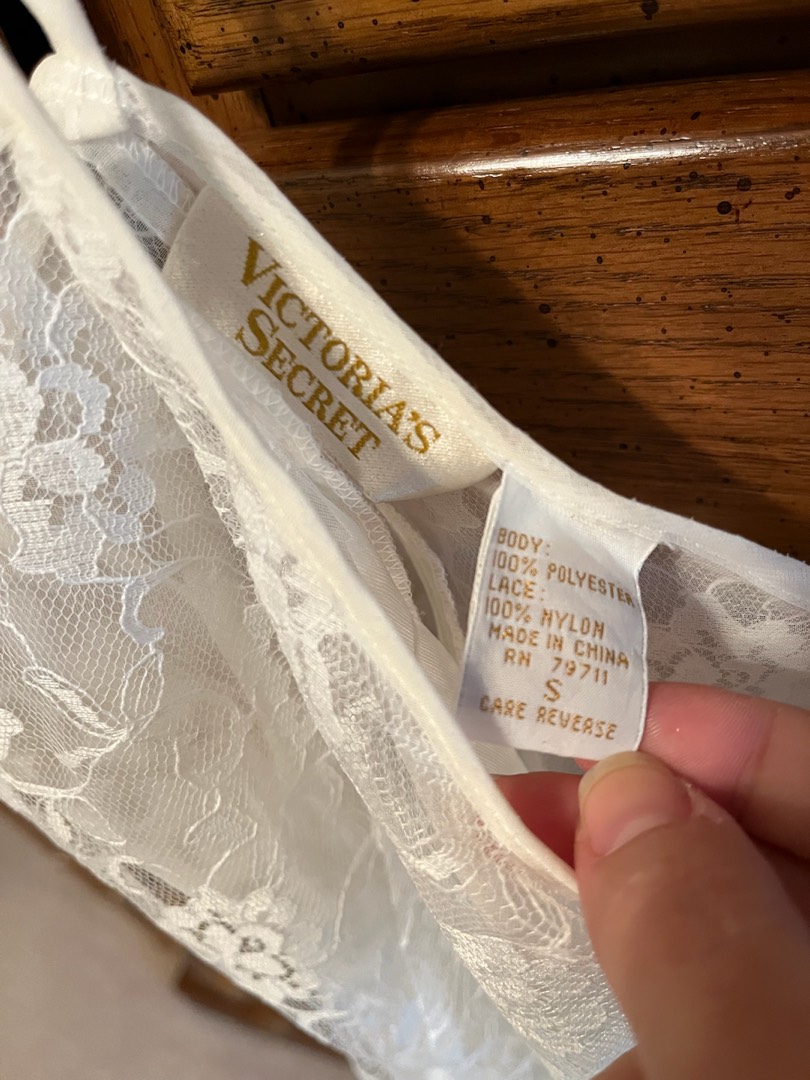 VICTORIA'S
SECRET
BODY:
100% POLYESTER
LACE:
100% NYLON
MADE IN CHINA
RN 79711
S
CARE REVERSE